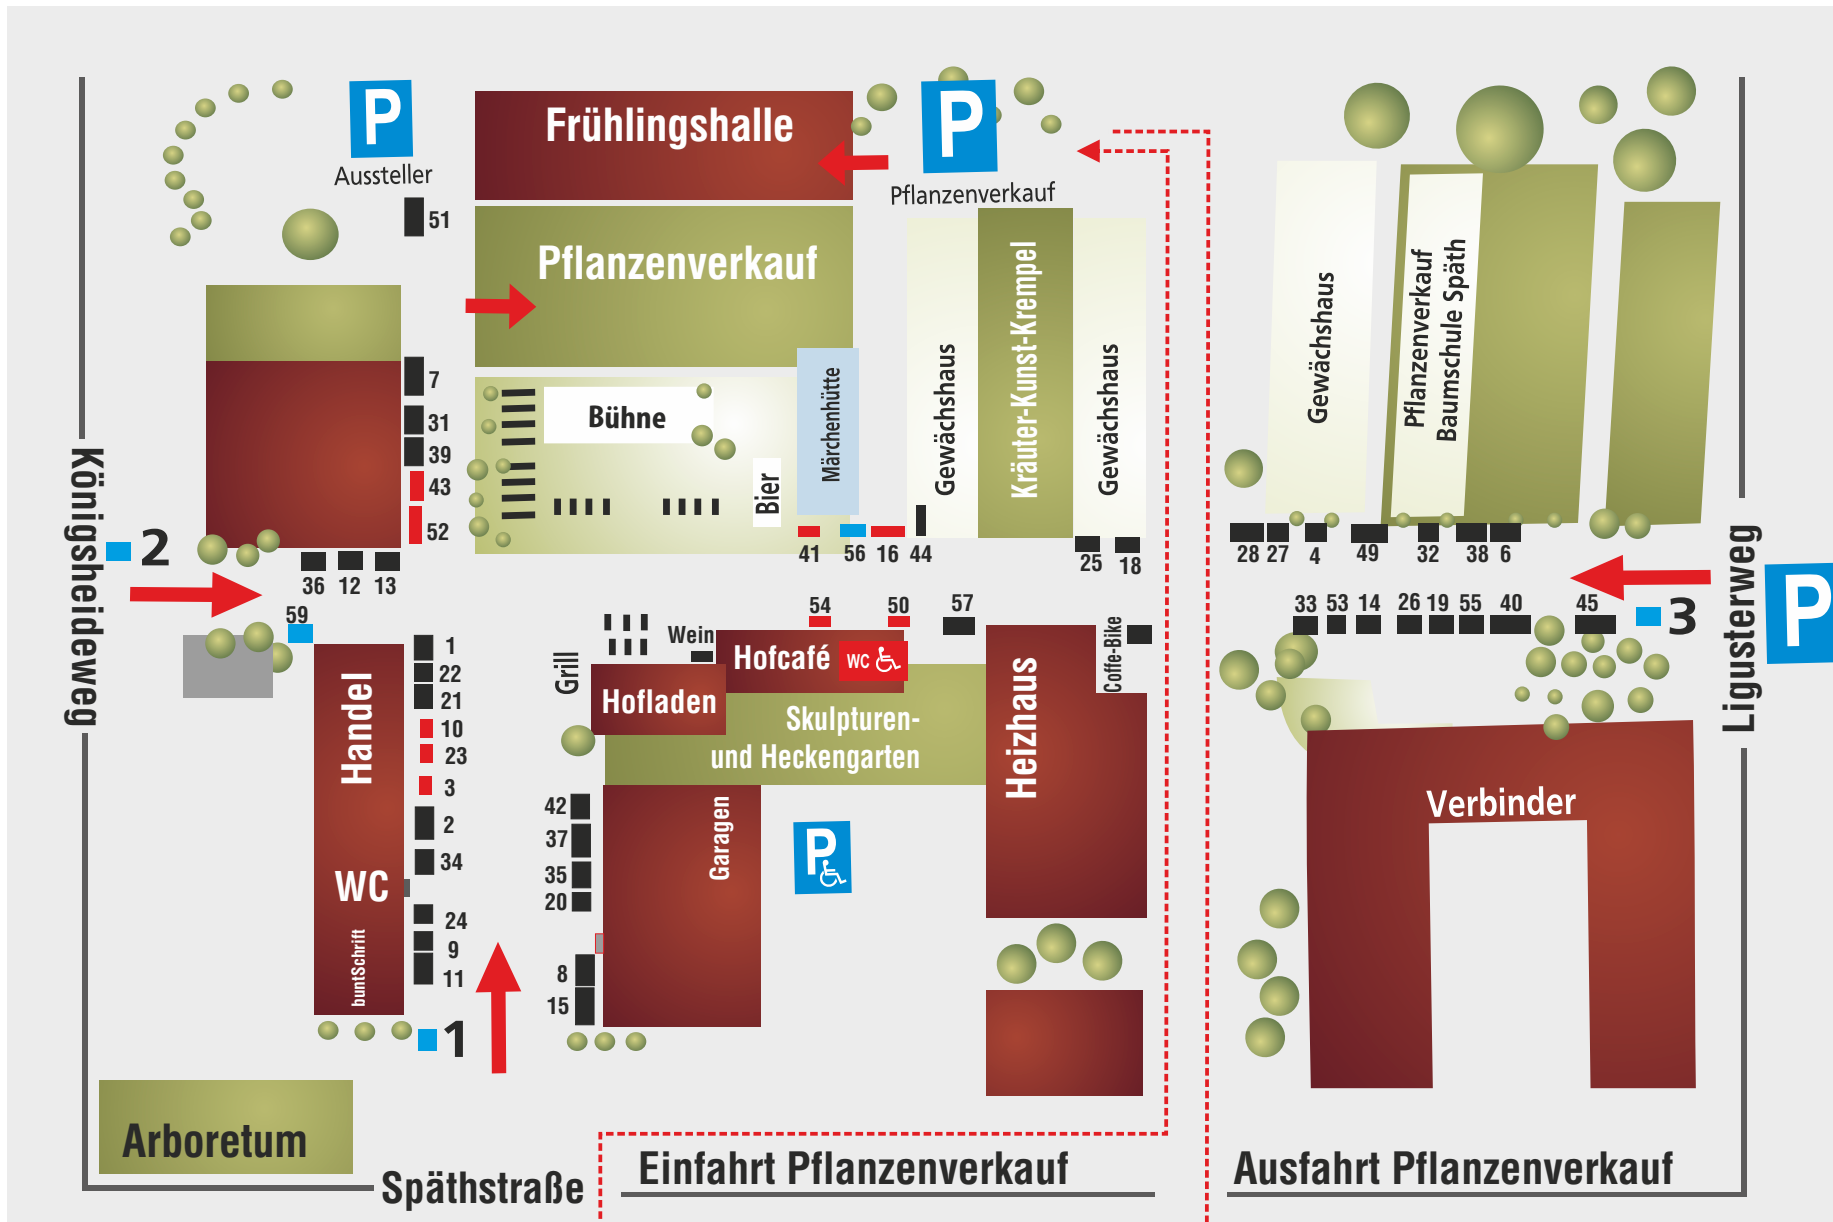 P
Aussteller
51
Frühlingshalle
P
Pflanzenverkauf
Pflanzenverkauf
Gewächshaus
Kräuter-Kunst-Krempel
Gewächshaus
Gewächshaus
Pflanzenverkauf
Baumschule Späth
7
31
39
43
52
Bühne
Bier
Märchenhütte
41
56
16
44
25
18
28
27
4
49
32
38
6
Königsheideweg
2
36
12
13
59
33
53
14
26
19
55
40
45
3
Ligusterweg
P
Handel
WC
buntSchrift
1
22
21
10
23
3
2
34
24
9
11
1
Grill
Wein
54
50
57
Hofcafé
WC
Hofladen
Skulpturen-
und Heckengarten
Heizhaus
Coffe-Bike
42
37
35
20
8
15
Garagen
P
Verbinder
Arboretum
Späthstraße
Einfahrt Pflanzenverkauf
Ausfahrt Pflanzenverkauf